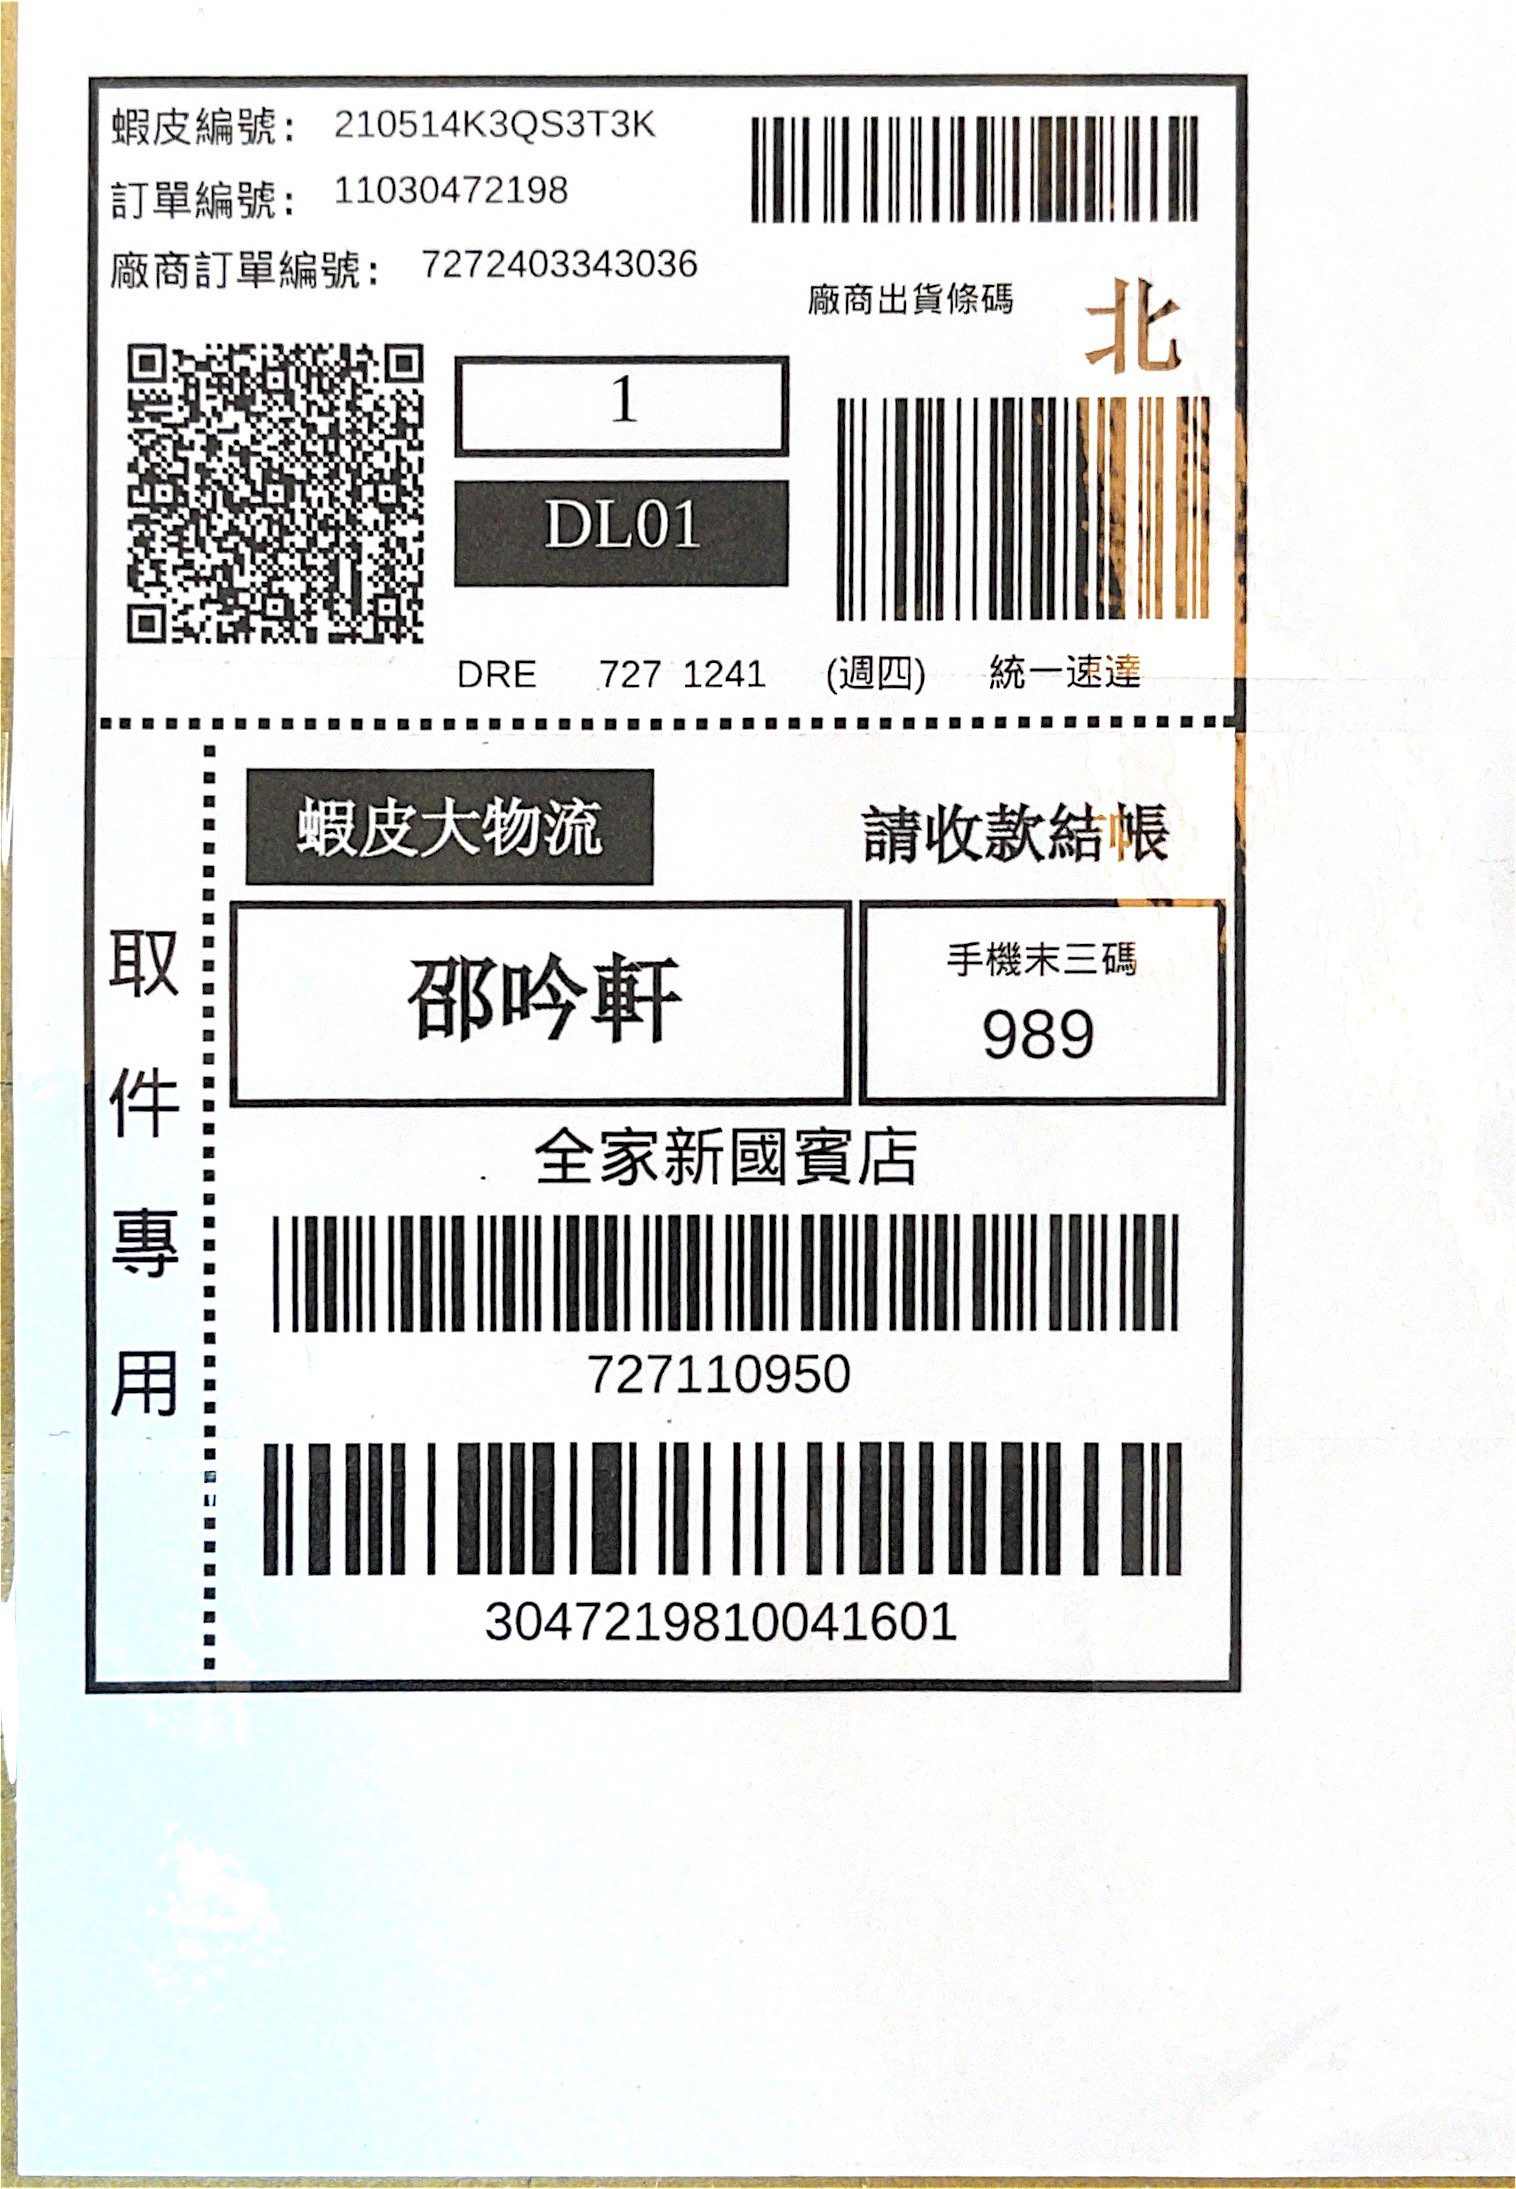 蝦皮編號： 210514K3QS3T3K
訂單編號： 11030472198
廠商訂單編號： 7272403343036
廠商出貨條碼
北
1
DL01
DRE 727 1241 (週四) 統一速達
蝦皮大物流
請收款結帳
取件專用
邵吟軒
手機末三碼
989
全家新國賓店
727110950
3047219810041601